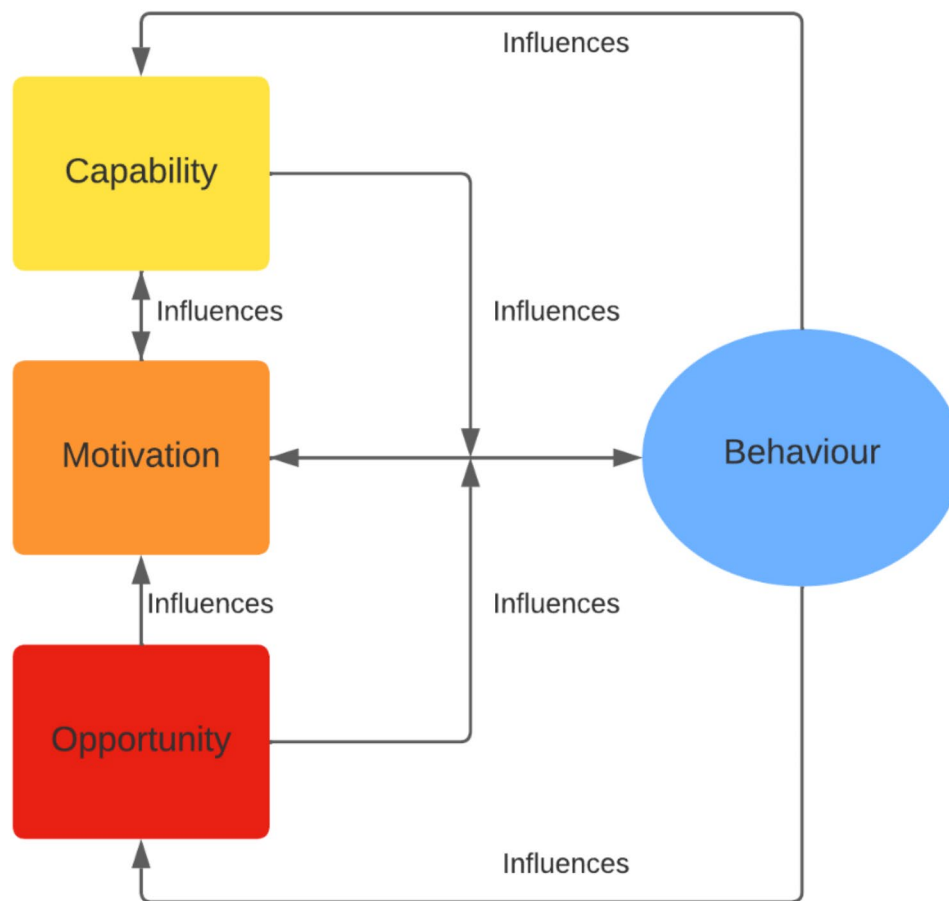 Influences
Capability
Influences
Influences
Motivation
Behaviour
Influences
Influences
Opportunity
Influences